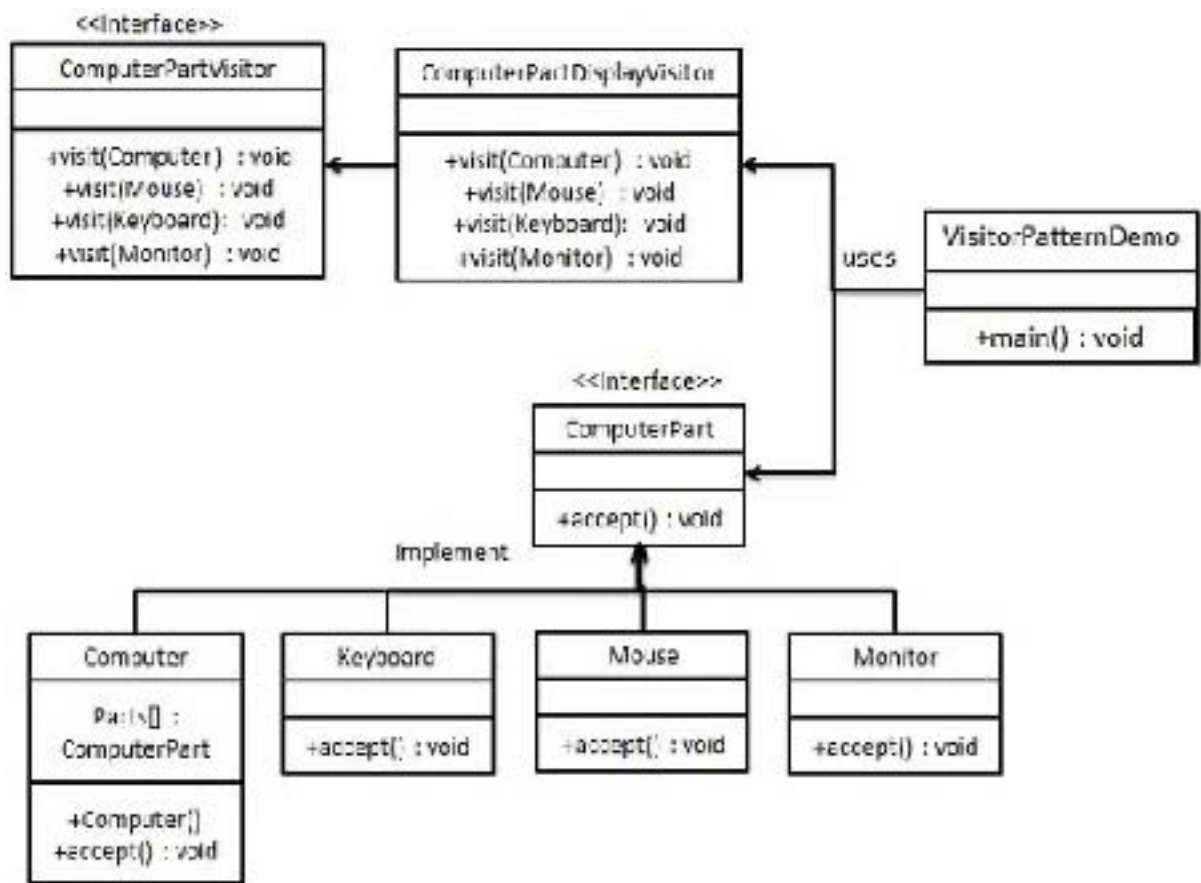 <<Interface>>
ComputerPartVisitor
+visit(Computer) : void
+visit(Mouse) : void
+visit(Keyboard): void
+visit(Monitor) : void
ComputerPartDisplayVisitor
+visit(Computer) : void
+visit(Mouse) : void
+visit(Keyboard): void
+visit(Monitor) : void
uses
VisitorPatternDemo
+main() : void
<<Interface>>
ComputerPart
+accept() : void
Implement
Computer
Parts[] :
ComputerPart
+Computer()
+accept() : void
Keyboard
+accept() : void
Mouse
+accept() : void
Monitor
+accept() : void